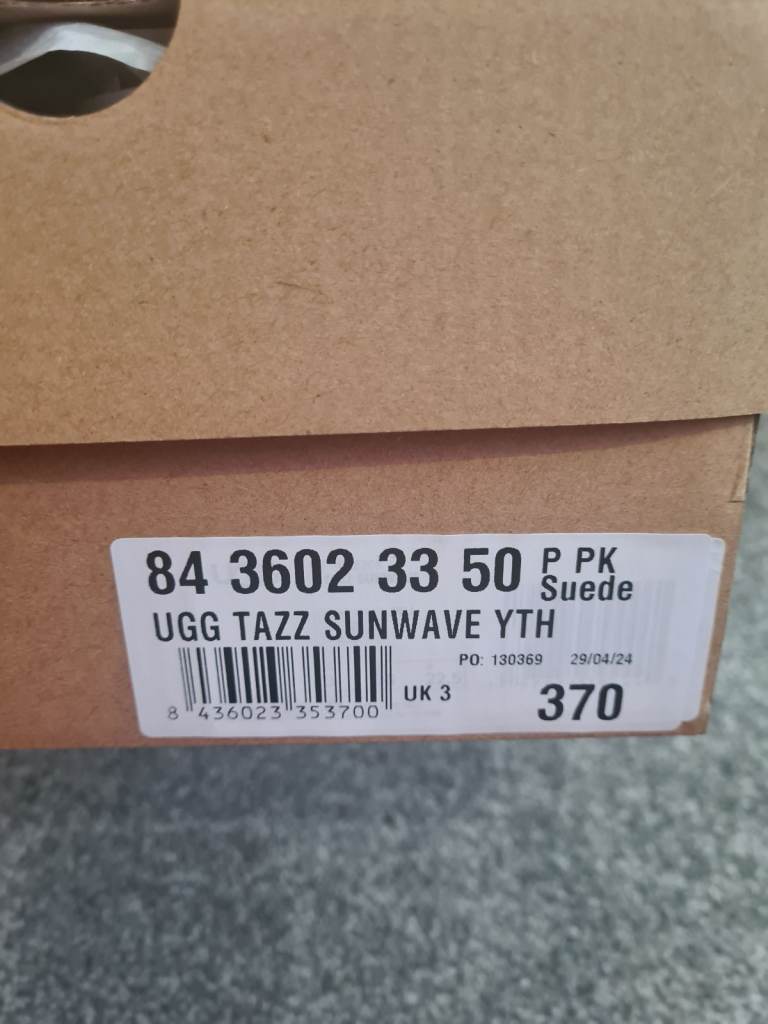 84 3602 33 50 P PK Suede
UGG TAZZ SUNWAVE YTH
PO: 130369 29/04/24
8 436023 353700 UK 3 370